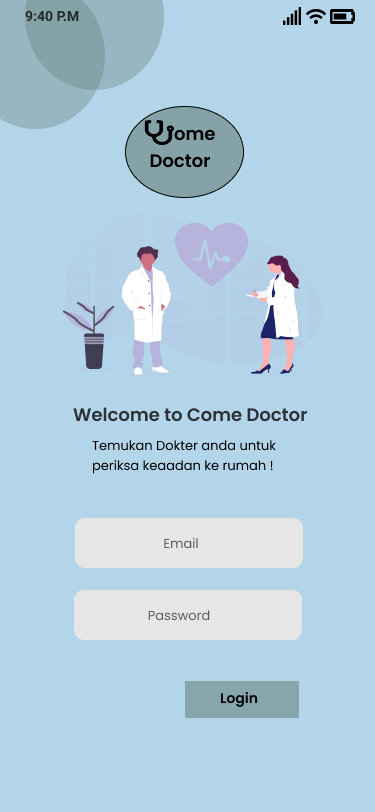 9:40 P.M
ome
Doctor
Welcome to Come Doctor
Temukan Dokter anda untuk
periksa keaadan ke rumah !
Email
Password
Login